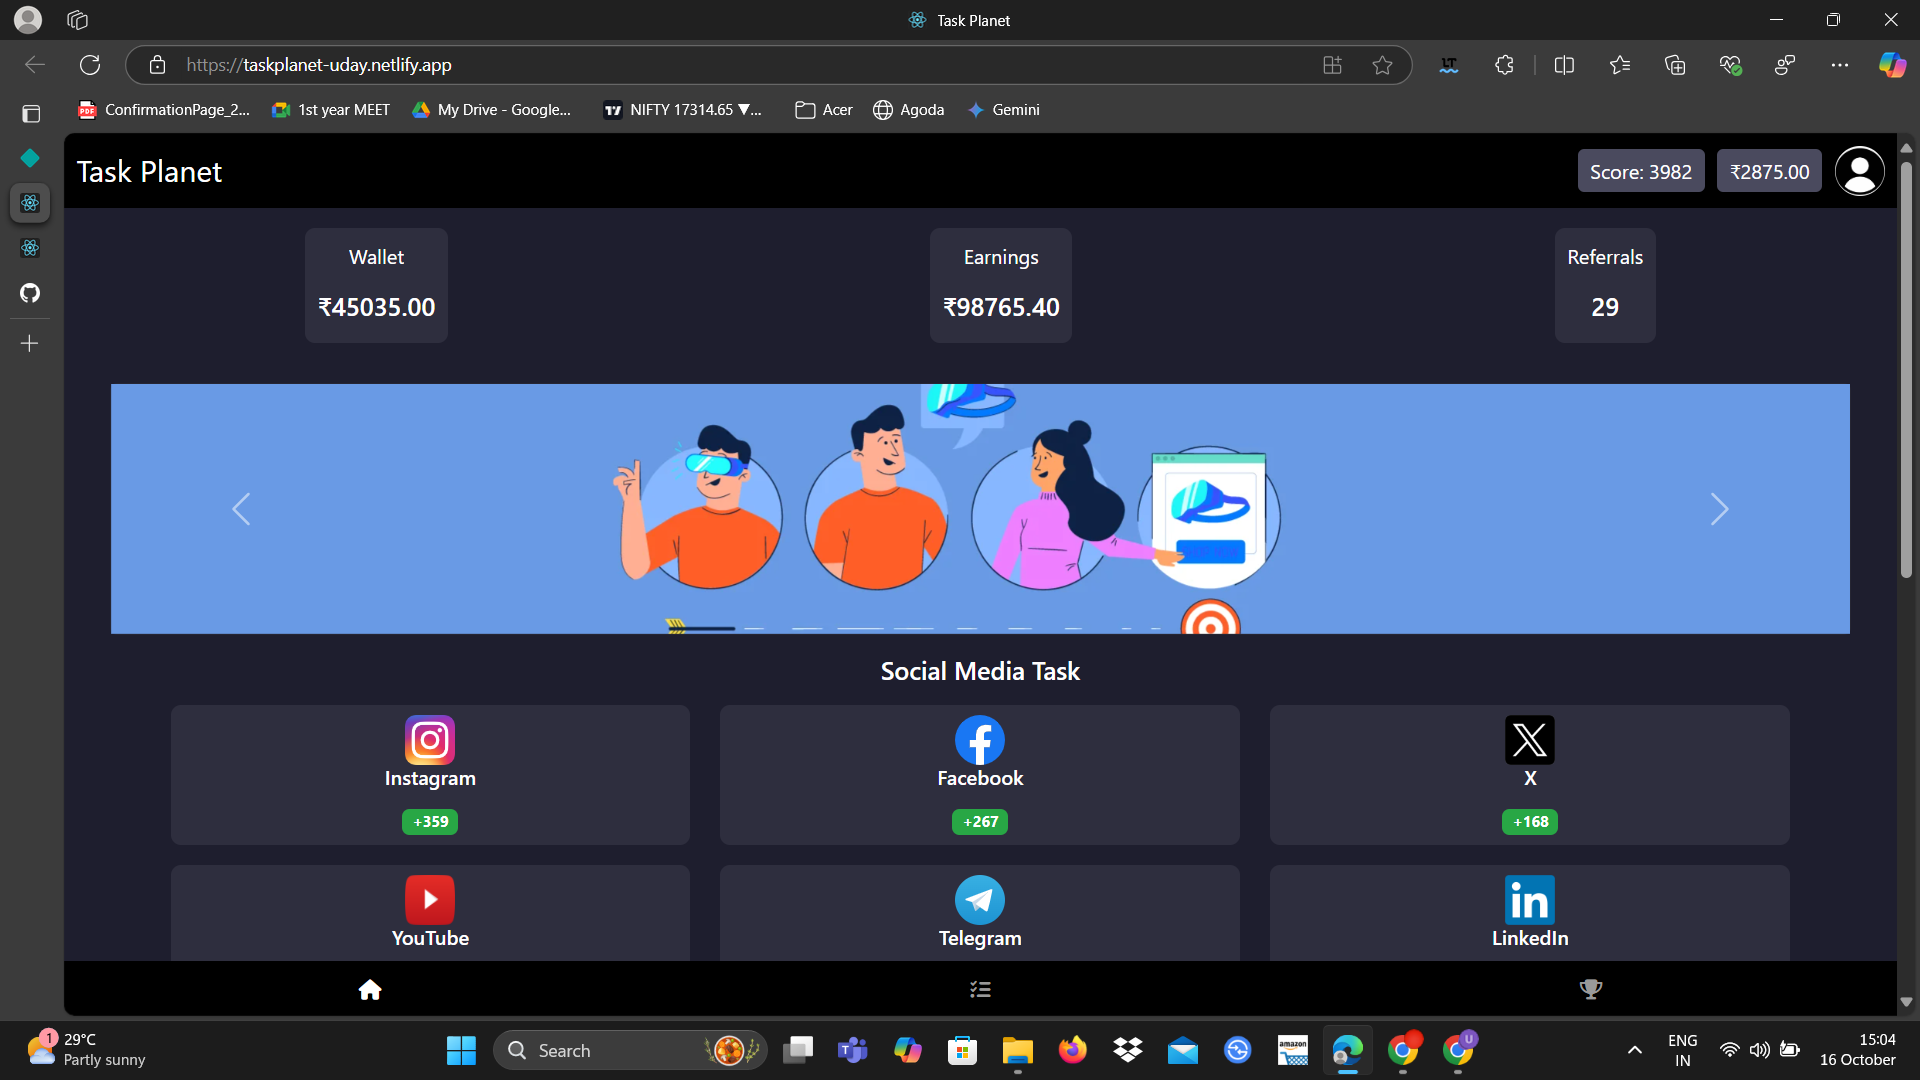 Task Planet
https://taskplanet-uday.netlify.app
ConfirmationPage_2...
1st year MEET
My Drive - Google...
NIFTY 17314.65 ▼...
Acer
Agoda
Gemini
Task Planet
Score: 3982
₹2875.00
Wallet
₹45035.00
Earnings
₹98765.40
Referrals
29
Social Media Task
Instagram
+359
Facebook
+267
X
+168
YouTube
Telegram
LinkedIn
1
29°C
Partly sunny
Search
amazon
U
ENG
IN
15:04
16 October